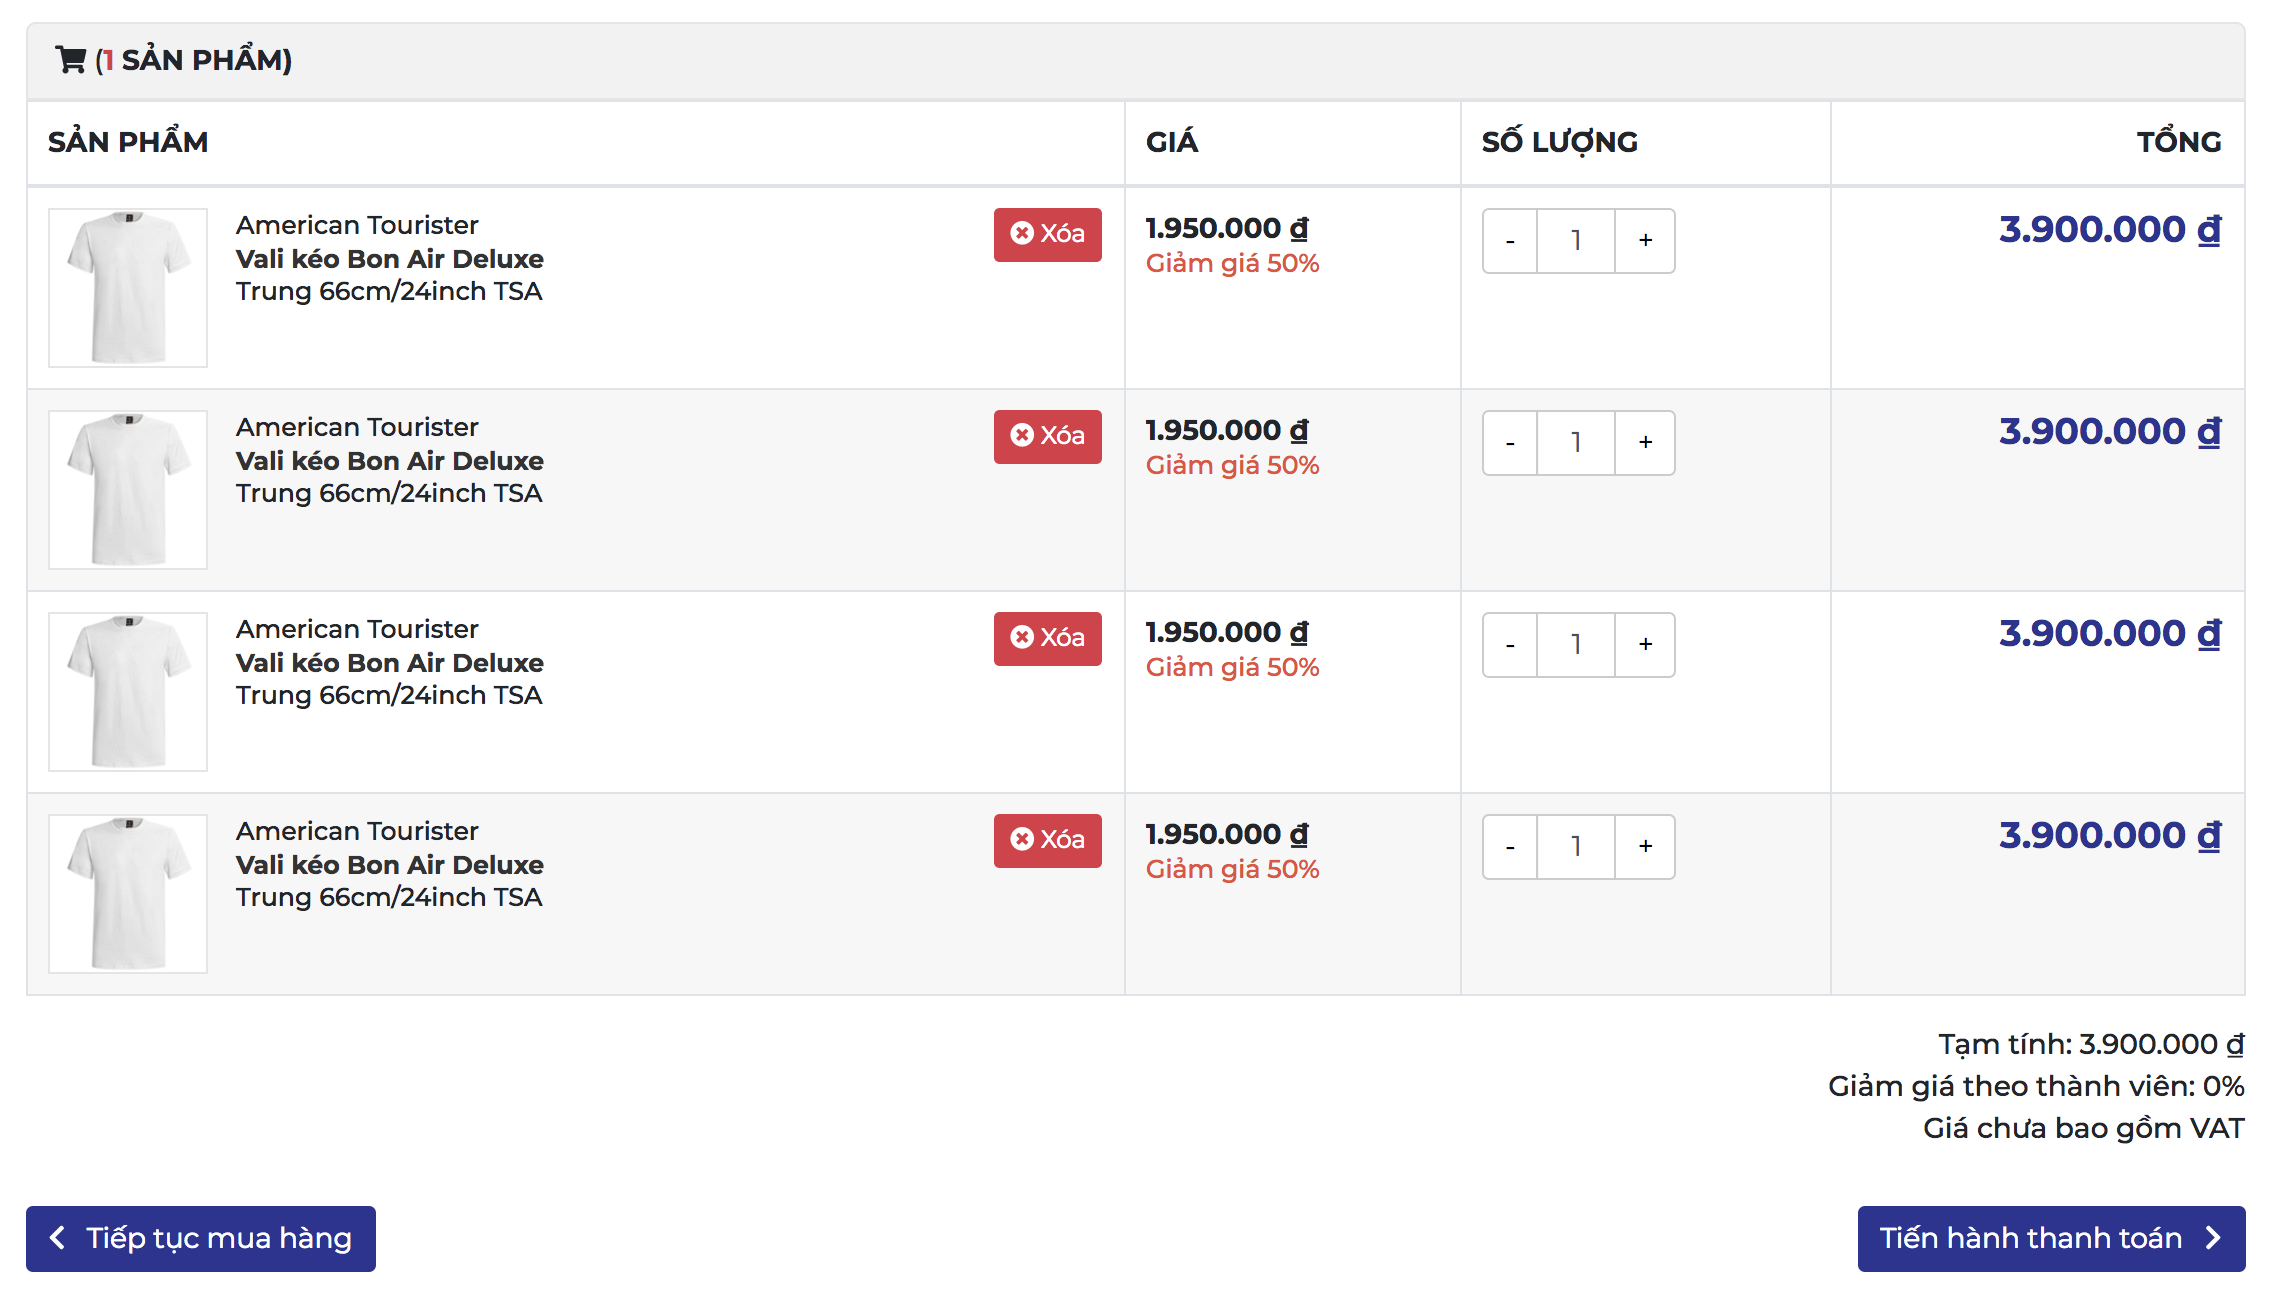 (1 SẢN PHẨM)
SẢN PHẨM GIÁ SỐ LƯỢNG TỔNG
American Tourister
Vali kéo Bon Air Deluxe
Trung 66cm/24inch TSA
Xóa
1.950.000 ₫
Giảm giá 50%
- 1 +
3.900.000 ₫
American Tourister
Vali kéo Bon Air Deluxe
Trung 66cm/24inch TSA
Xóa
1.950.000 ₫
Giảm giá 50%
- 1 +
3.900.000 ₫
American Tourister
Vali kéo Bon Air Deluxe
Trung 66cm/24inch TSA
Xóa
1.950.000 ₫
Giảm giá 50%
- 1 +
3.900.000 ₫
American Tourister
Vali kéo Bon Air Deluxe
Trung 66cm/24inch TSA
Xóa
1.950.000 ₫
Giảm giá 50%
- 1 +
3.900.000 ₫
Tạm tính: 3.900.000 ₫
Giảm giá theo thành viên: 0%
Giá chưa bao gồm VAT
Tiếp tục mua hàng
Tiến hành thanh toán